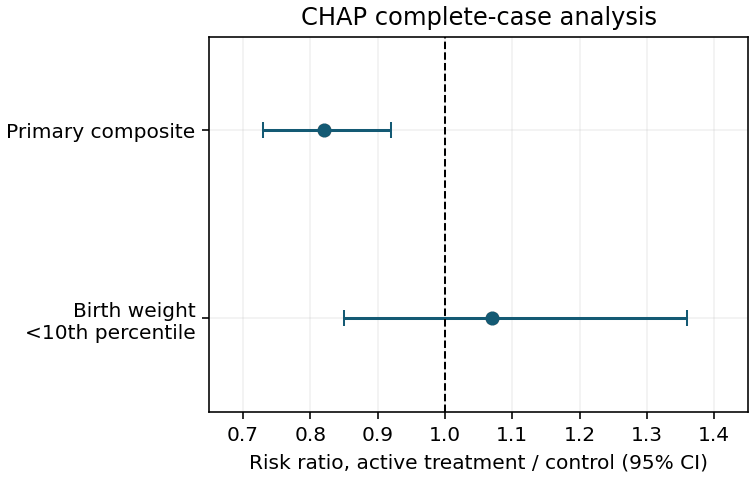 CHAP complete-case analysis
Primary composite
Birth weight
<10th percentile
0.7 0.8 0.9 1.0 1.1 1.2 1.3 1.4
Risk ratio, active treatment / control (95% CI)